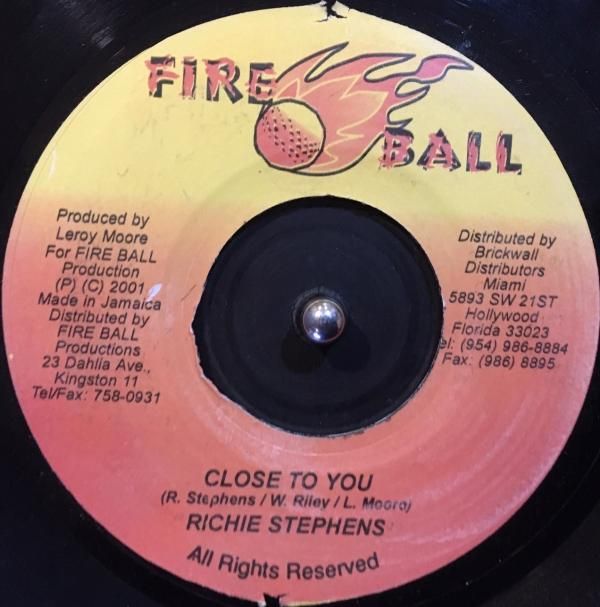 FIRE
BALL
Produced by
Leroy Moore
For FIRE BALL
Production
(P) (C) 2001
Made in Jamaica
Distributed by
FIRE BALL
Productions
23 Dahlia Ave.,
Kingston 11
Tel/Fax: 758-0931
Distributed by
Brickwall
Distributors
Miami
5893 SW 21ST
Hollywood
Florida 33023
el: (954) 986-8884
Fax: (986) 8895
CLOSE TO YOU
(R. Stephens / W. Riley / L. Moore)
RICHIE STEPHENS
All Rights Reserved